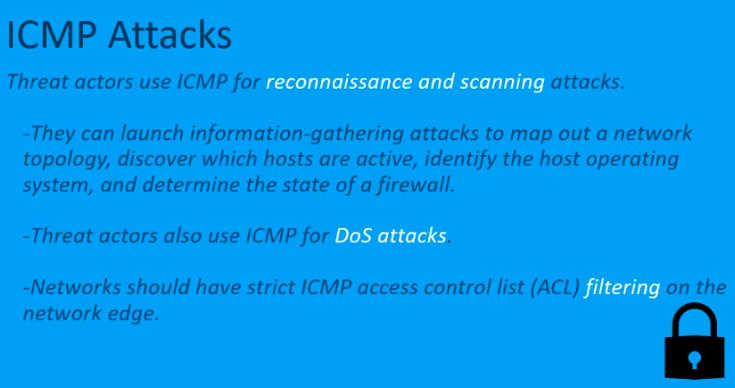 ICMP Attacks
Threat actors use ICMP for reconnaissance and scanning attacks.
-They can launch information-gathering attacks to map out a network
topology, discover which hosts are active, identify the host operating
system, and determine the state of a firewall.
-Threat actors also use ICMP for DoS attacks.
-Networks should have strict ICMP access control list (ACL) filtering on the
network edge.